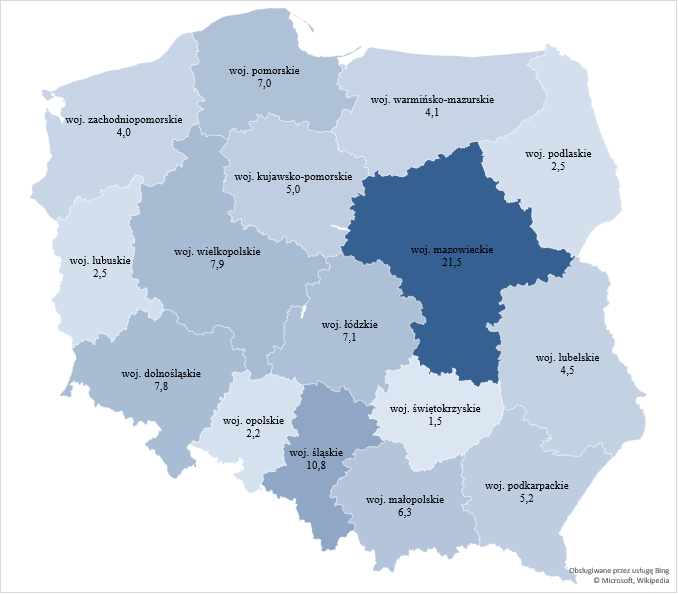 woj. pomorskie
7,0
woj. warmińsko-mazurskie
4,1
woj. zachodniopomorskie
4,0
woj. podlaskie
2,5
woj. kujawsko-pomorskie
5,0
woj. mazowieckie
21,5
woj. wielkopolskie
7,9
woj. lubuskie
2,5
woj. łódzkie
7,1
woj. lubelskie
4,5
woj. dolnośląskie
7,8
woj. świętokrzyskie
1,5
woj. opolskie
2,2
woj. śląskie
10,8
woj. podkarpackie
5,2
woj. małopolskie
6,3
Obsługiwane przez usługę Bing
© Microsoft, Wikipedia